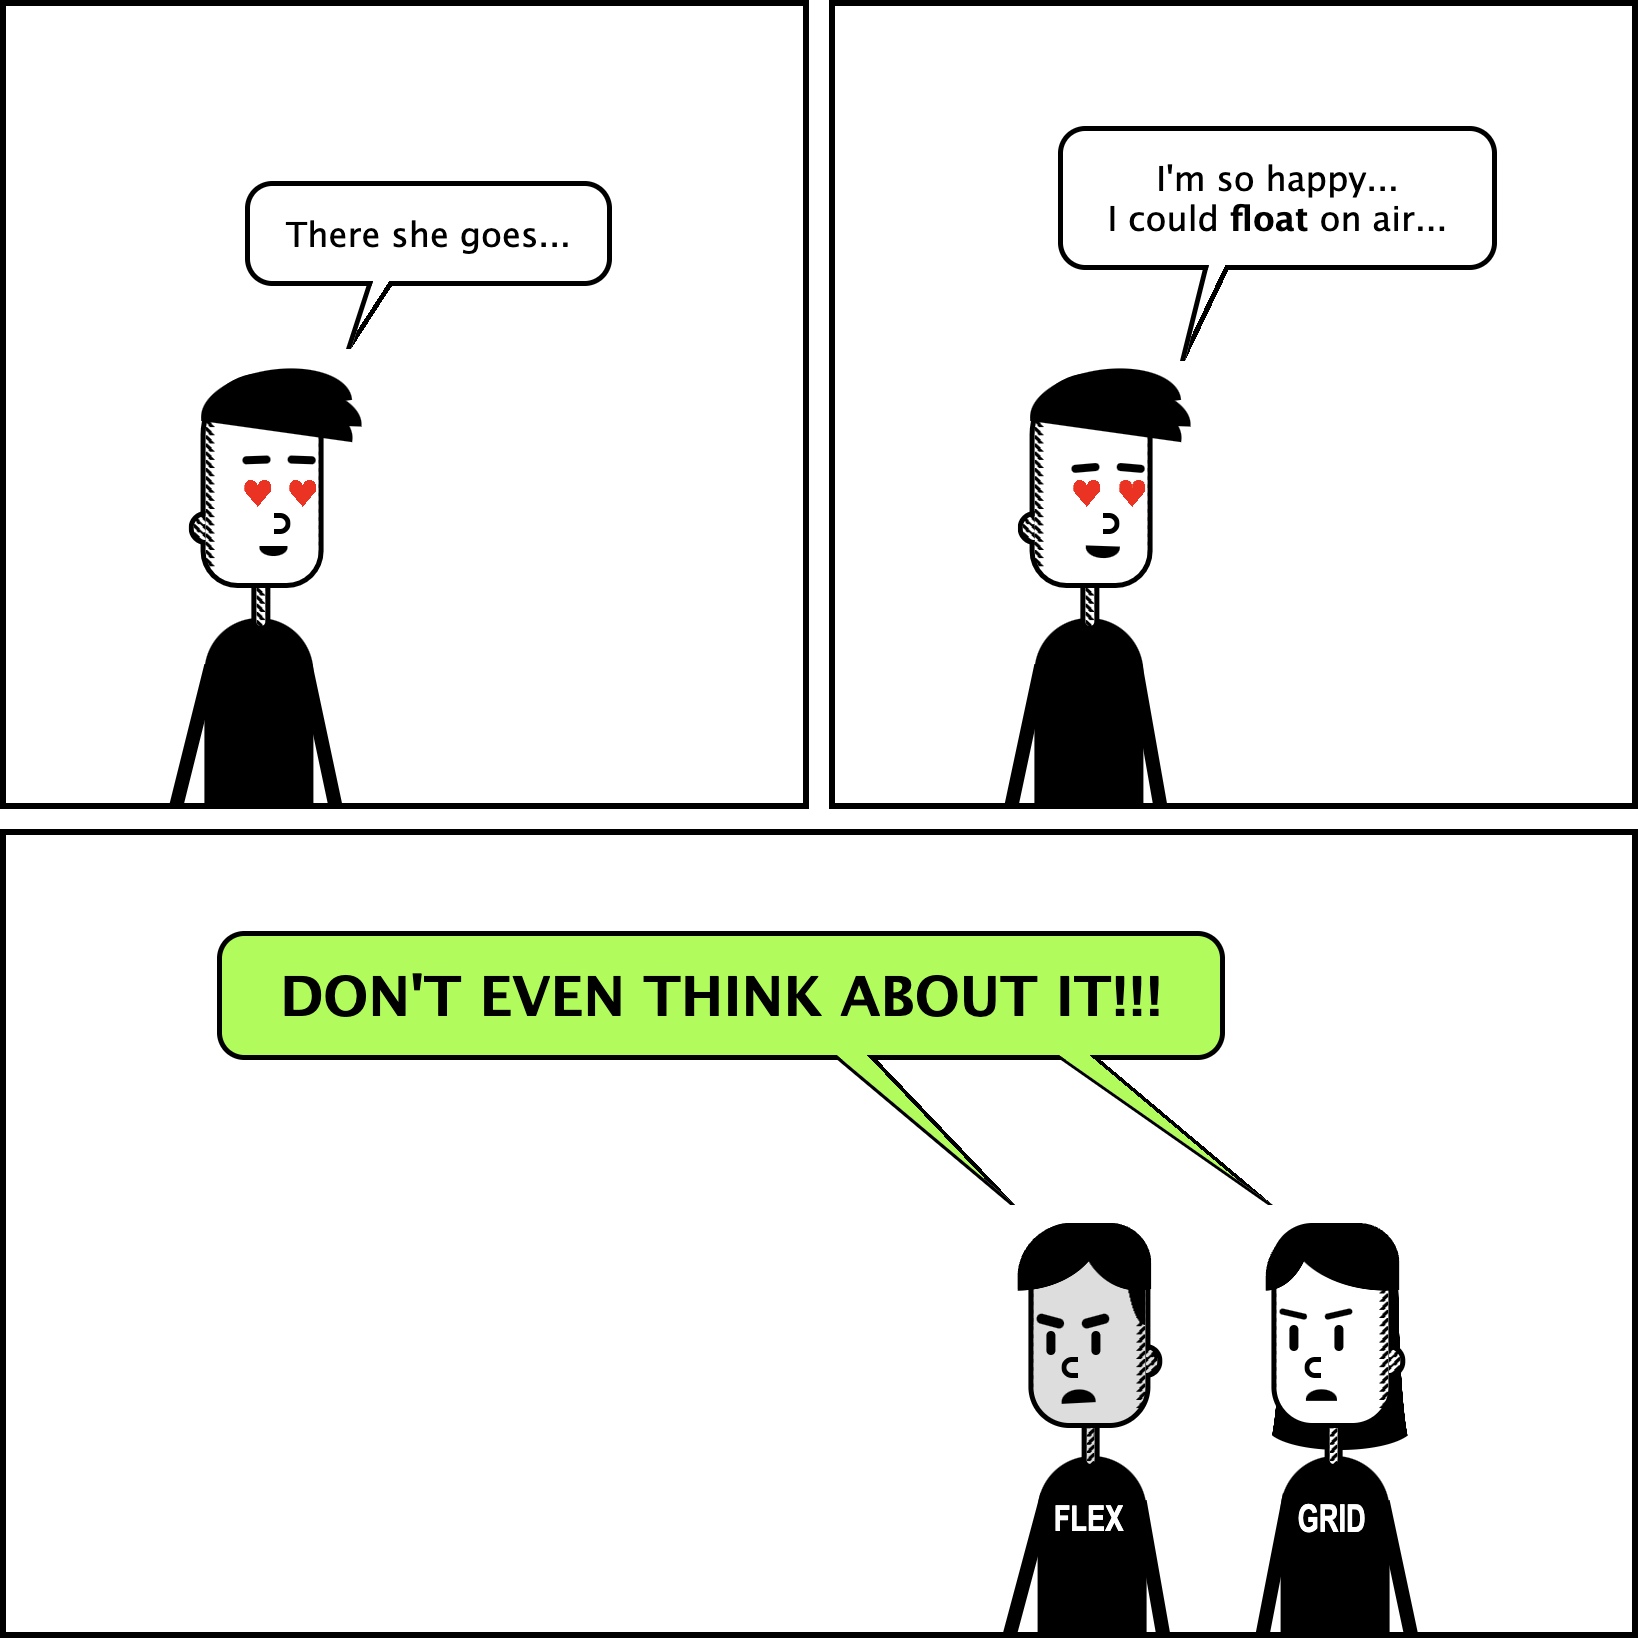 There she goes...
I'm so happy...
I could float on air...
DON'T EVEN THINK ABOUT IT!!!
FLEX
GRID